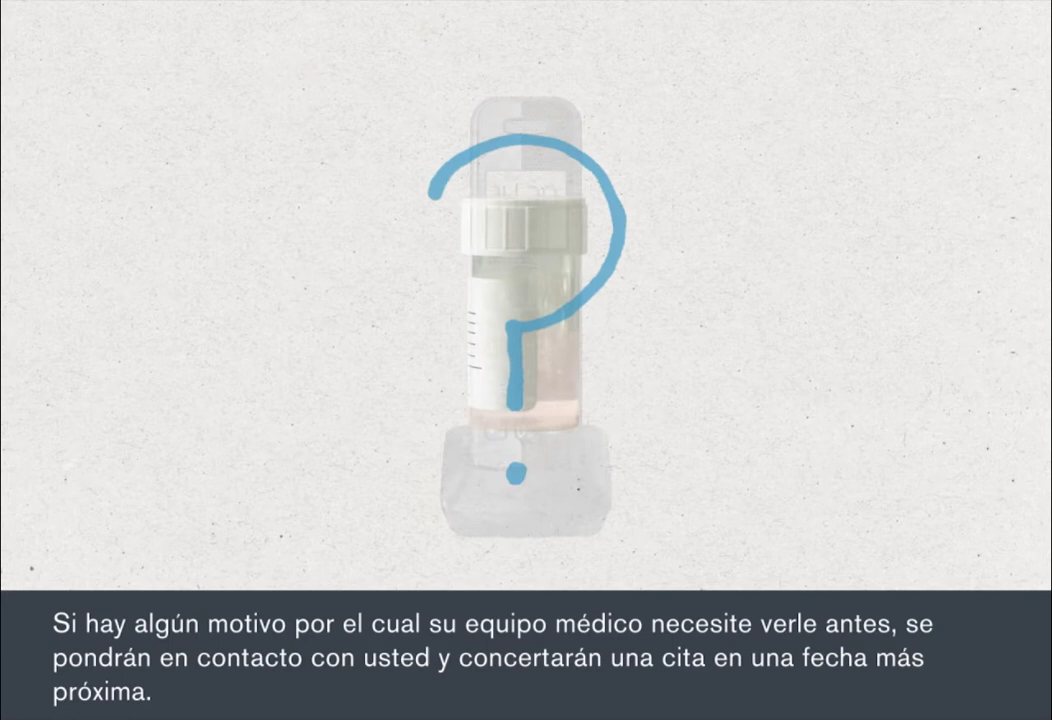 Si hay algún motivo por el cual su equipo médico necesite verle antes, se
pondrán en contacto con usted y concertarán una cita en una fecha más
próxima.